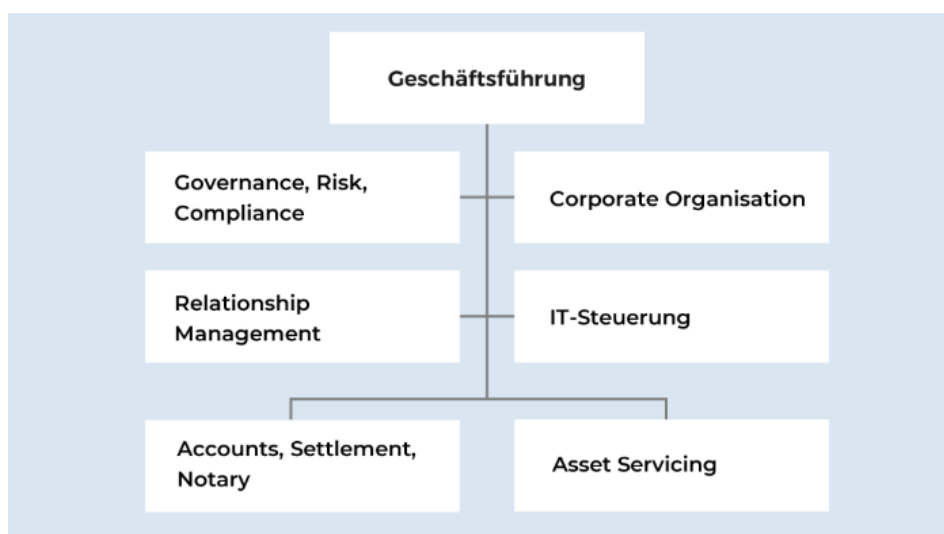 Geschäftsführung
Governance, Risk,
Compliance
Corporate Organisation
Relationship
Management
IT-Steuerung
Accounts, Settlement,
Notary
Asset Servicing